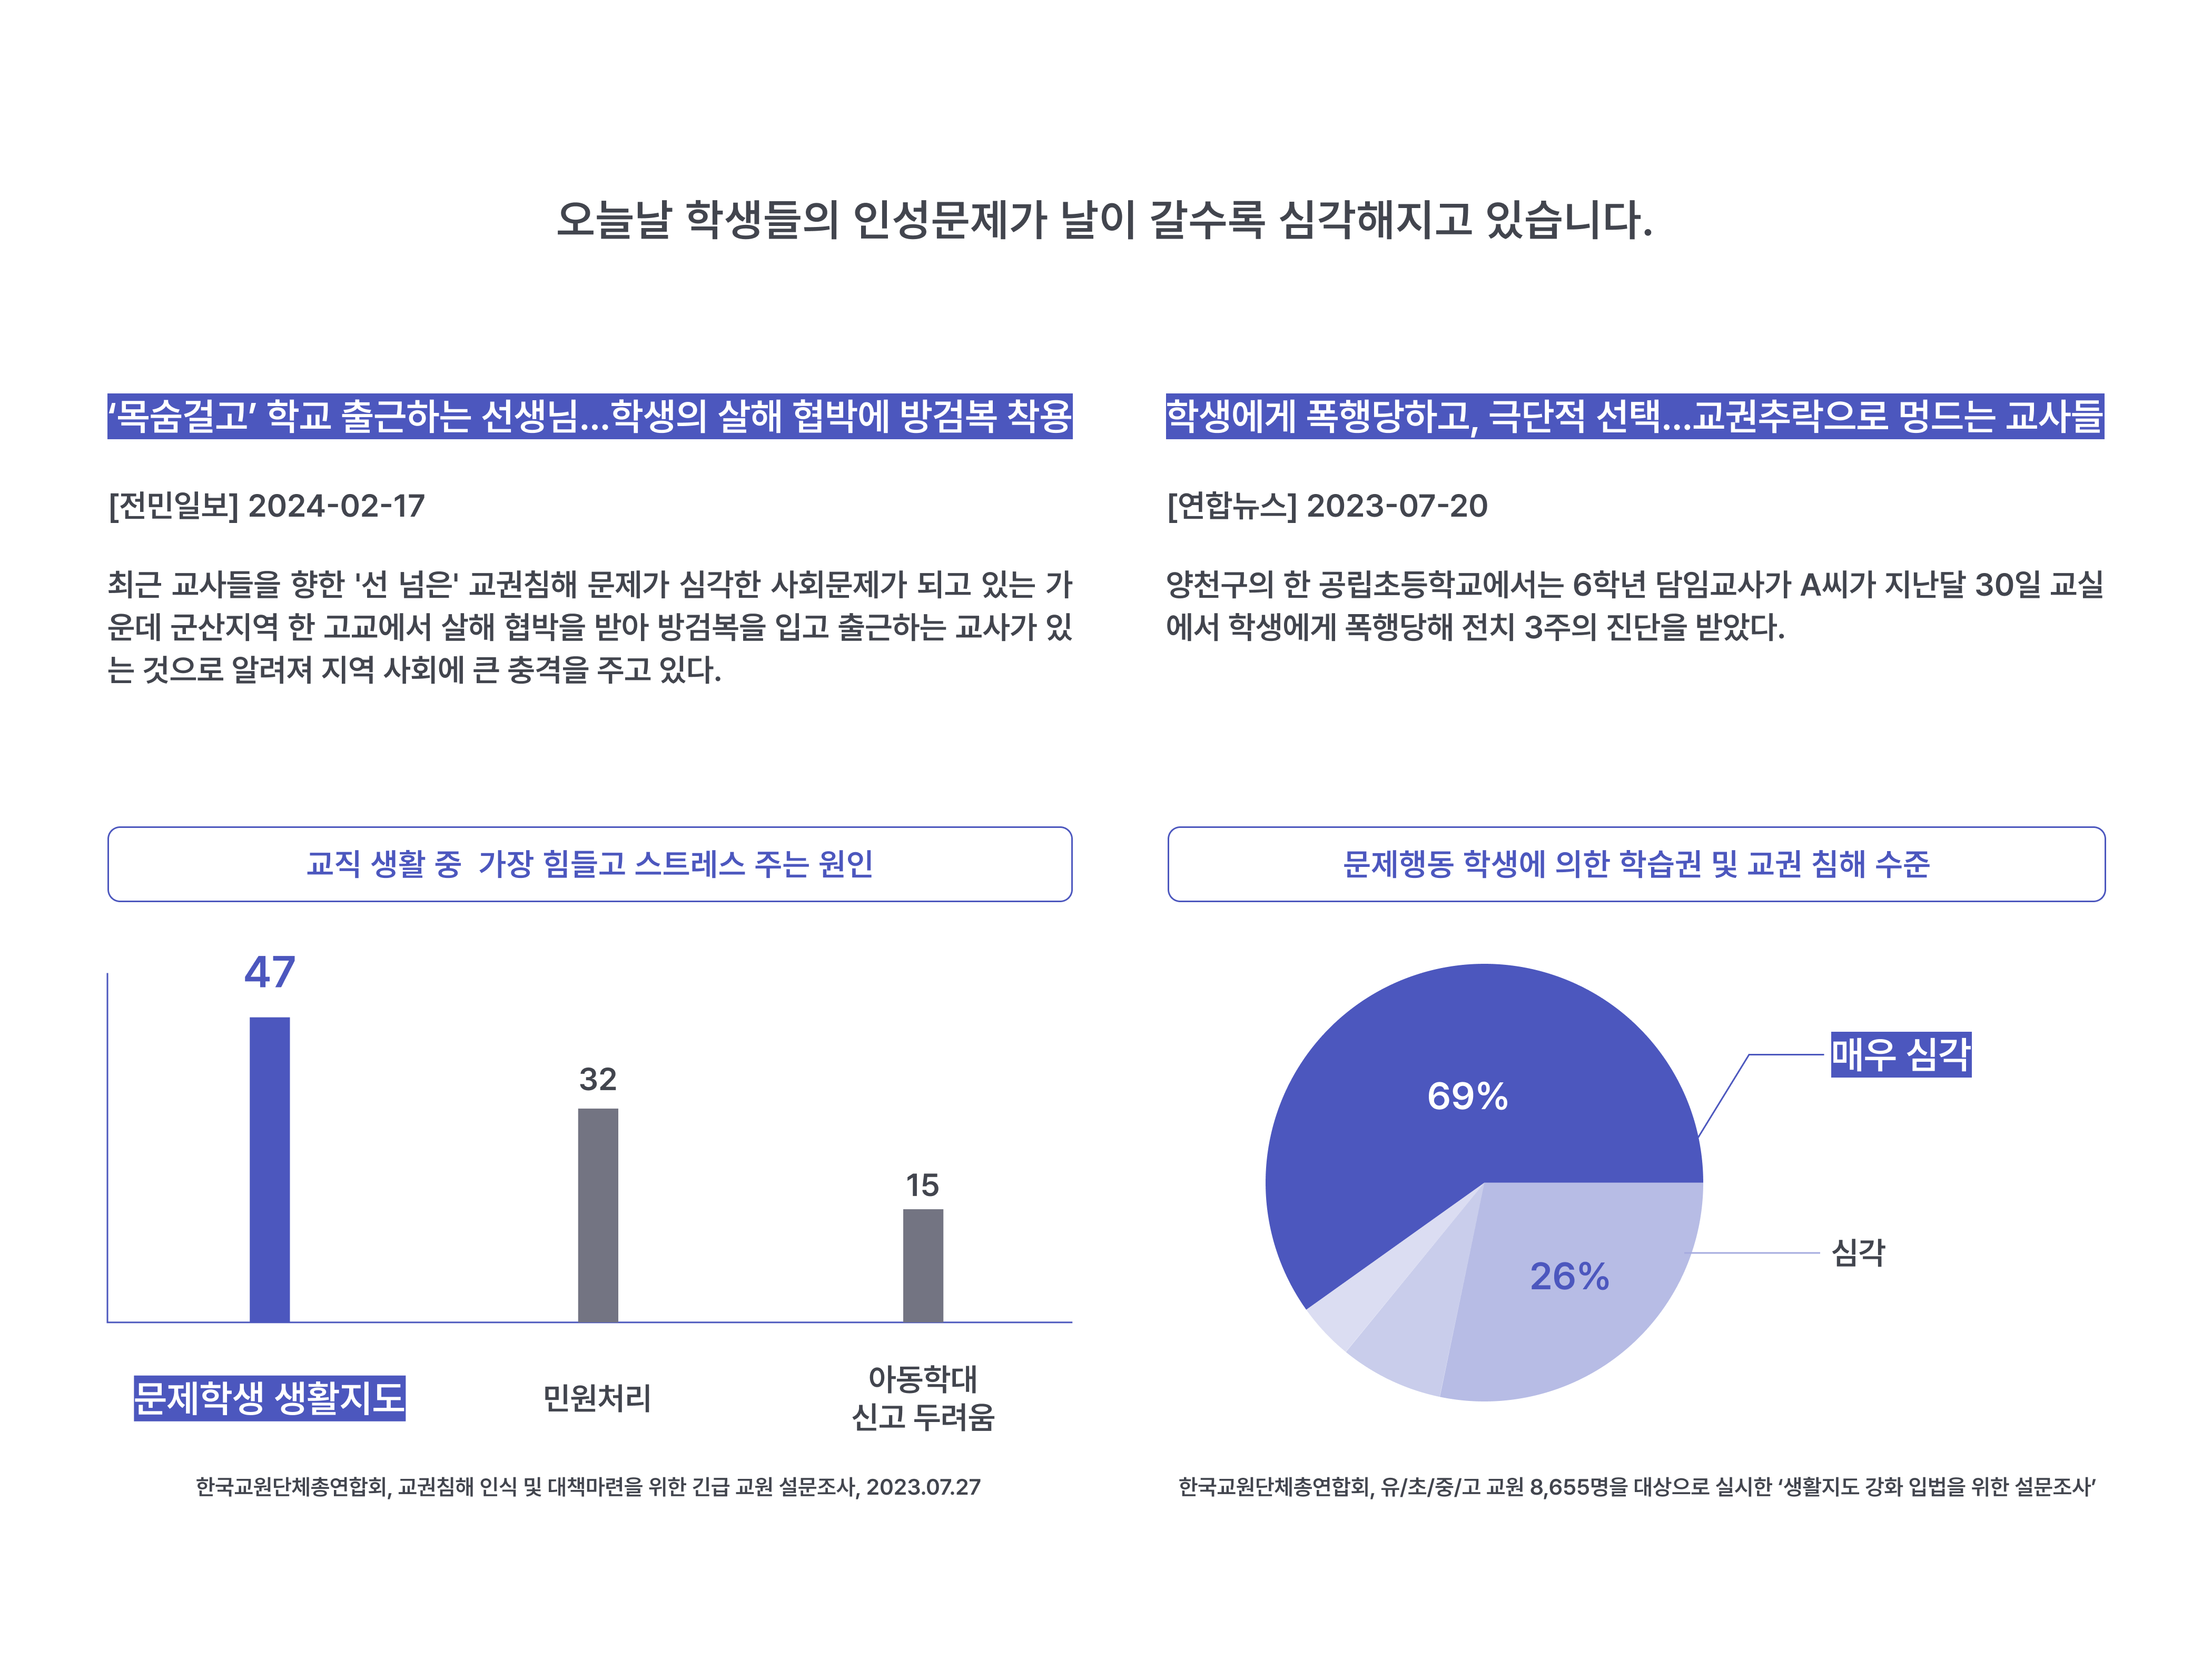 오늘날 학생들의 인성문제가 날이 갈수록 심각해지고 있습니다.
‘목숨걸고’ 학교 출근하는 선생님...학생의 살해 협박에 방검복 착용
[전민일보] 2024-02-17
최근 교사들을 향한 '선 넘은' 교권침해 문제가 심각한 사회문제가 되고 있는 가
운데 군산지역 한 고교에서 살해 협박을 받아 방검복을 입고 출근하는 교사가 있
는 것으로 알려져 지역 사회에 큰 충격을 주고 있다.
학생에게 폭행당하고, 극단적 선택...교권추락으로 멍드는 교사들
[연합뉴스] 2023-07-20
양천구의 한 공립초등학교에서는 6학년 담임교사가 A씨가 지난달 30일 교실
에서 학생에게 폭행당해 전치 3주의 진단을 받았다.
교직 생활 중 가장 힘들고 스트레스 주는 원인
47
32
15
문제학생 생활지도
민원처리
아동학대
신고 두려움
한국교원단체총연합회, 교권침해 인식 및 대책마련을 위한 긴급 교원 설문조사, 2023.07.27
문제행동 학생에 의한 학습권 및 교권 침해 수준
매우 심각
69%
심각
26%
한국교원단체총연합회, 유/초/중/고 교원 8,655명을 대상으로 실시한 ‘생활지도 강화 입법을 위한 설문조사’